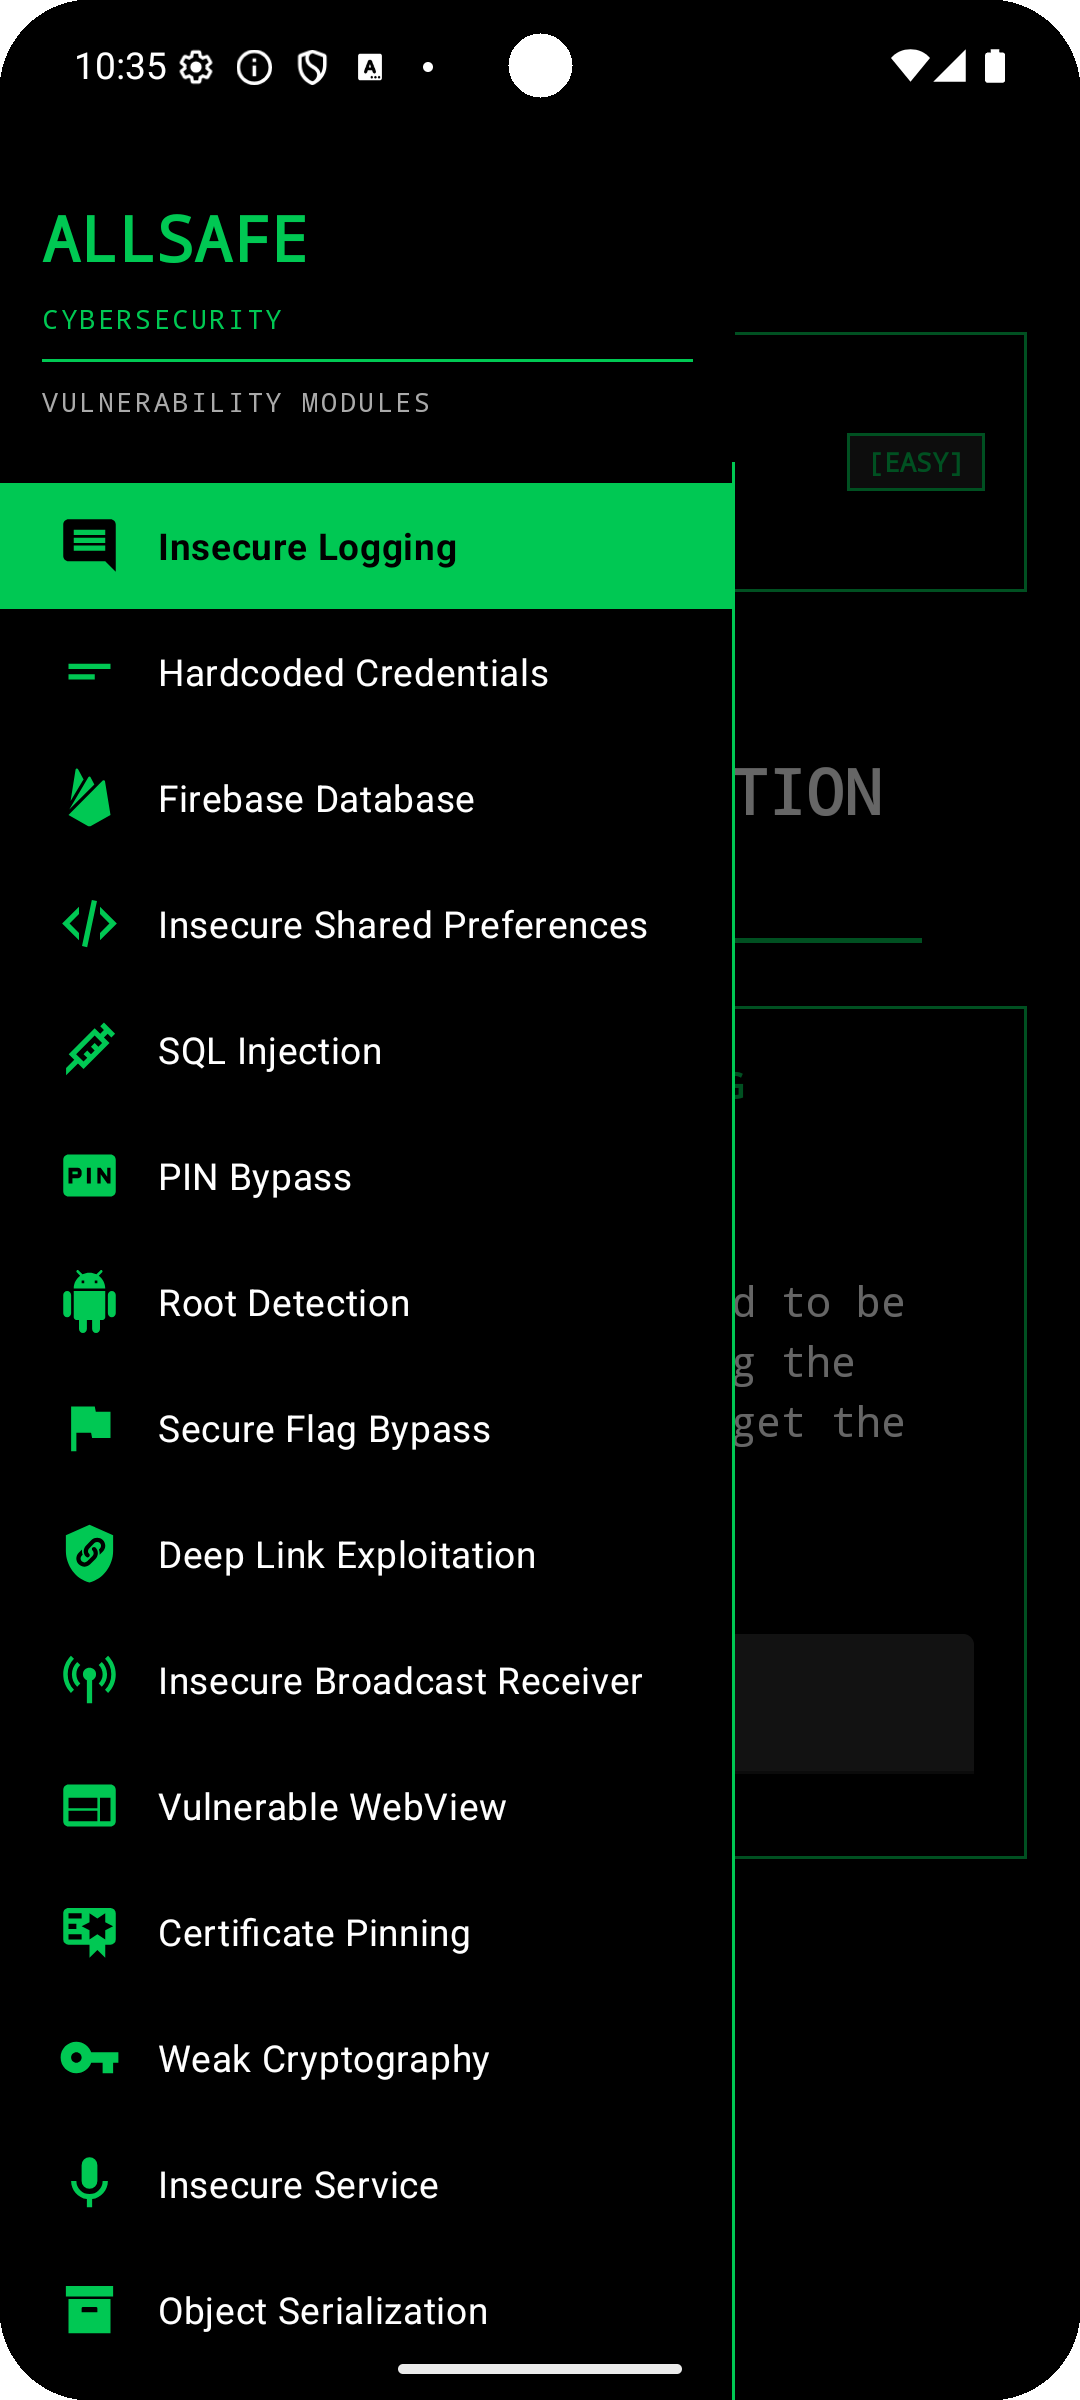 10:35
ALLSAFE
CYBERSECURITY
VULNERABILITY MODULES
[EASY]
Insecure Logging
Hardcoded Credentials
Firebase Database
TION
Insecure Shared Preferences
SQL Injection
G
PIN
PIN Bypass
Root Detection
d to be
g the
get the
Secure Flag Bypass
Deep Link Exploitation
Insecure Broadcast Receiver
Vulnerable WebView
Certificate Pinning
Weak Cryptography
Insecure Service
Object Serialization